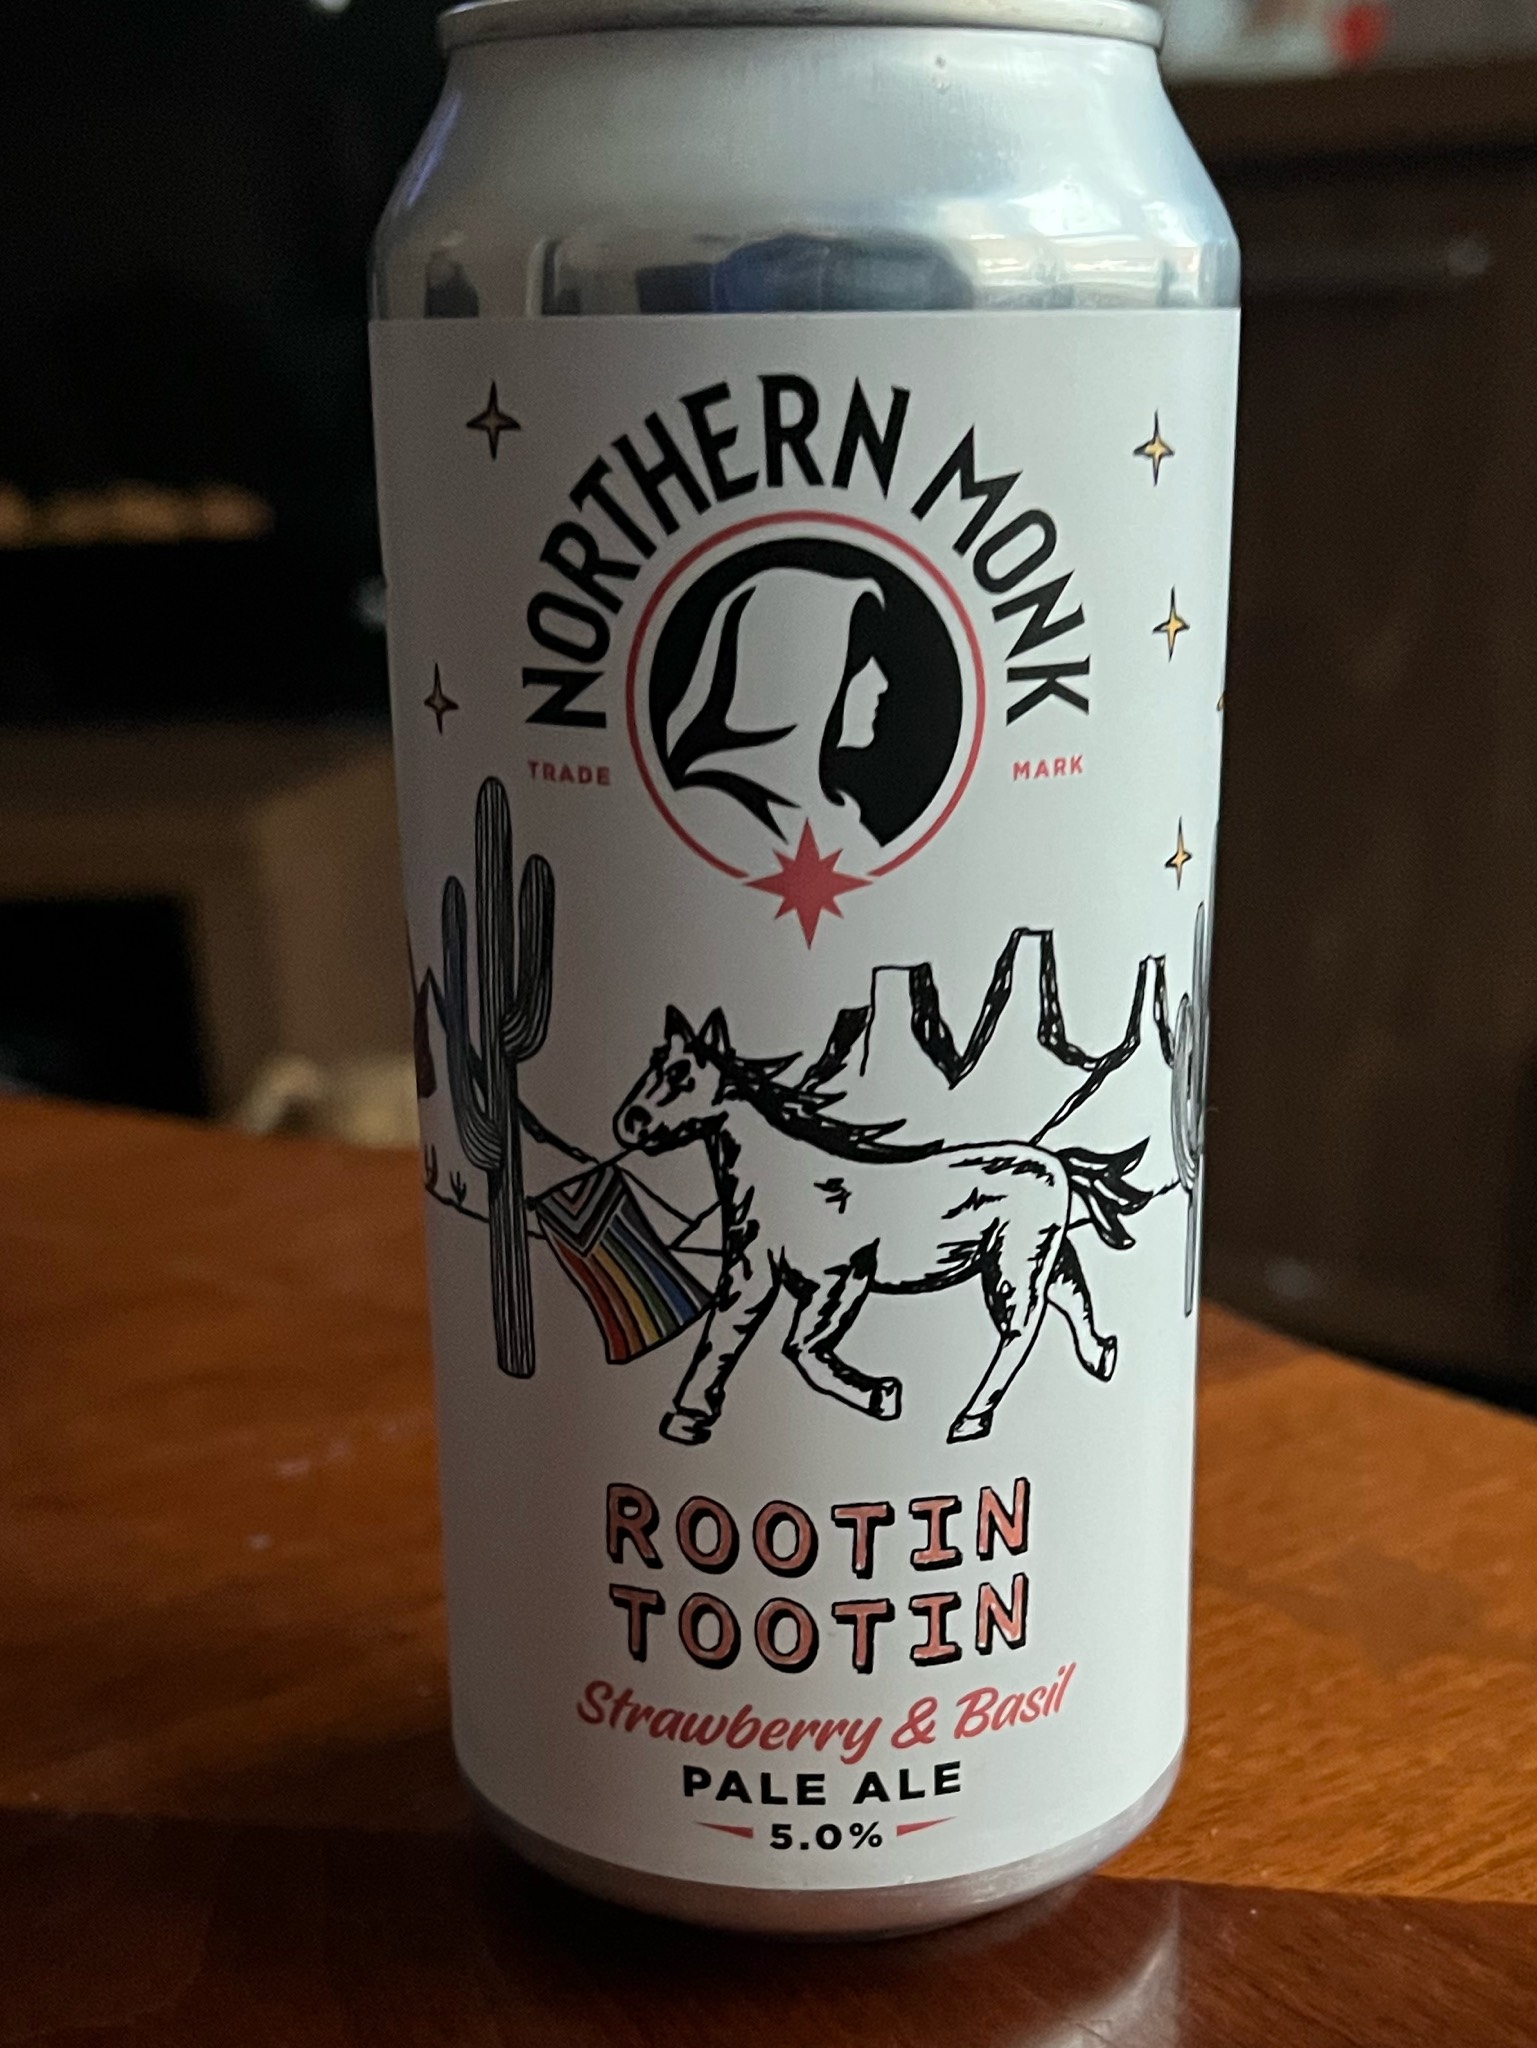 NORTHERN MONK
TRADE MARK
ROOTIN
TOOTIN
Strawberry & Basil
PALE ALE
5.0%